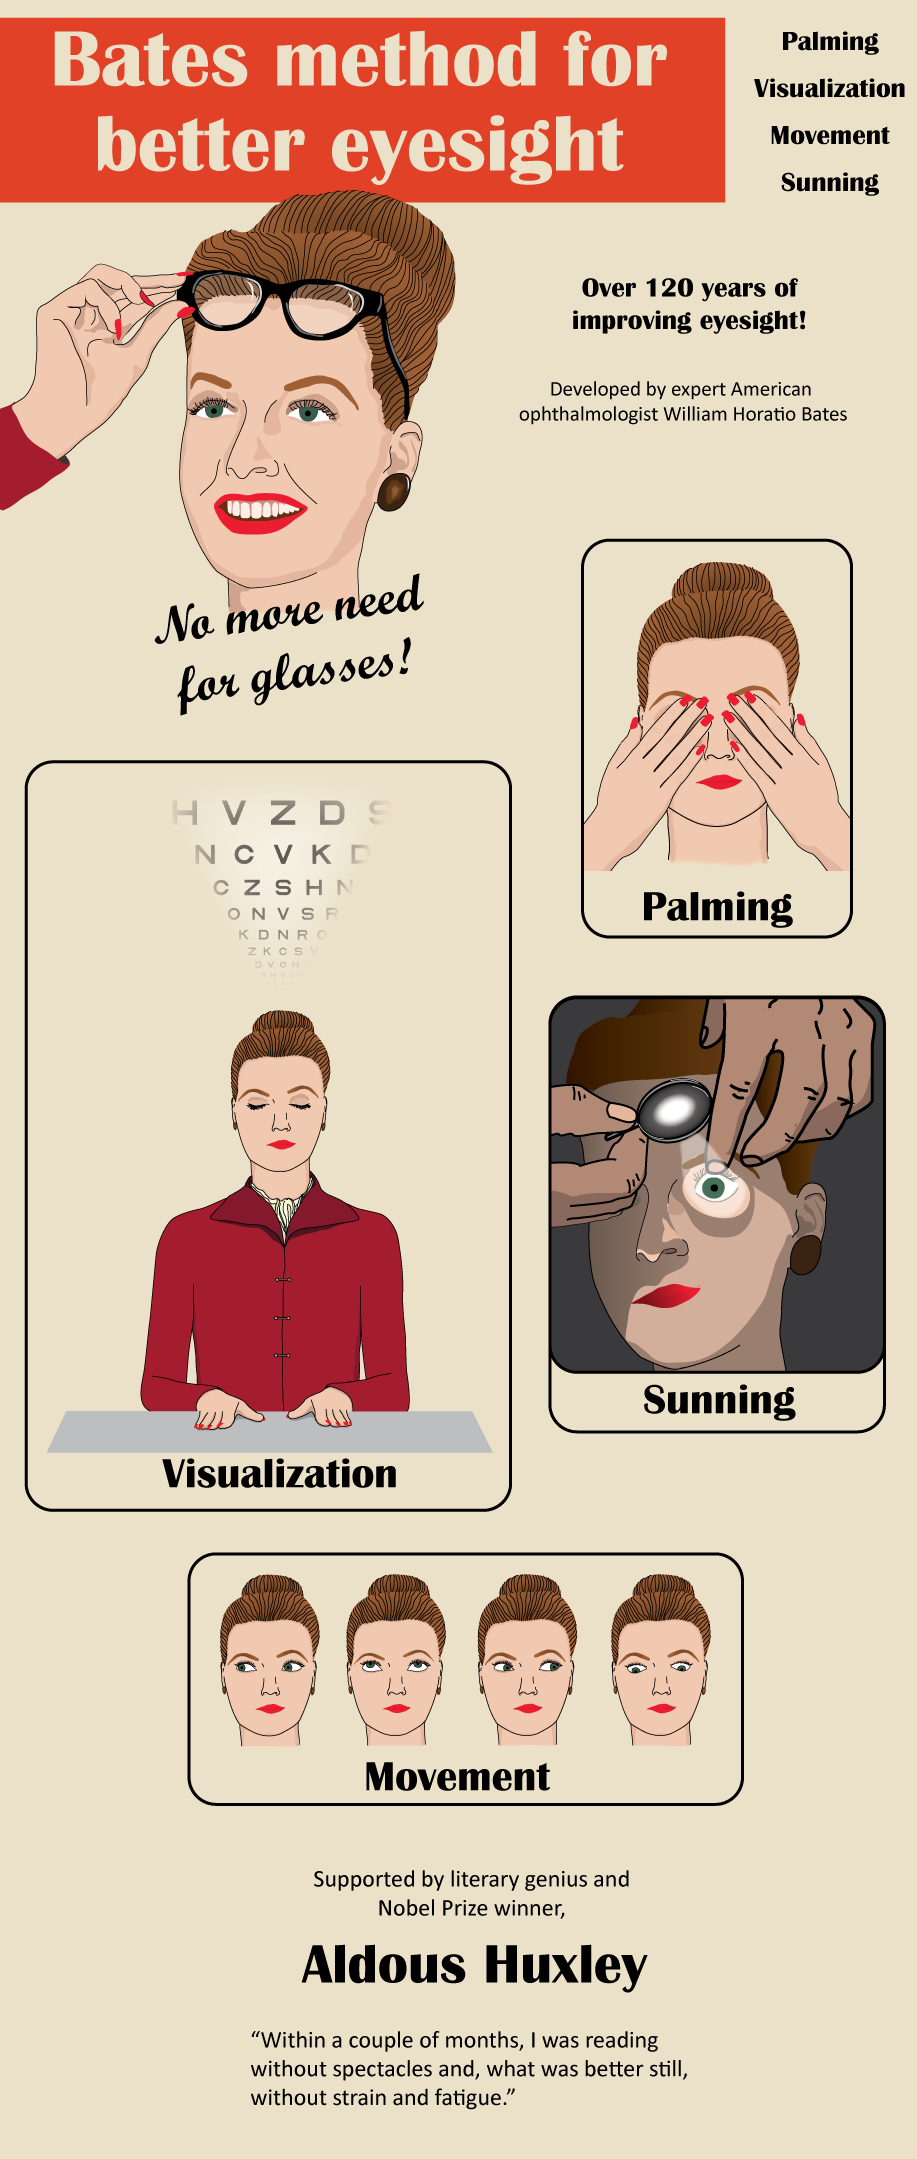 Bates method for
better eyesight
Palming
Visualization
Movement
Sunning
Over 120 years of
improving eyesight!
Developed by expert American
ophthalmologist William Horatio Bates
No more need
for glasses!
Palming
H V Z D S
N C V K D
C Z S H N
O N V S R
K D N R O
Z K C S V
D V O H C
Visualization
Sunning
Movement
Supported by literary genius and
Nobel Prize winner,
Aldous Huxley
“Within a couple of months, I was reading
without spectacles and, what was better still,
without strain and fatigue.”